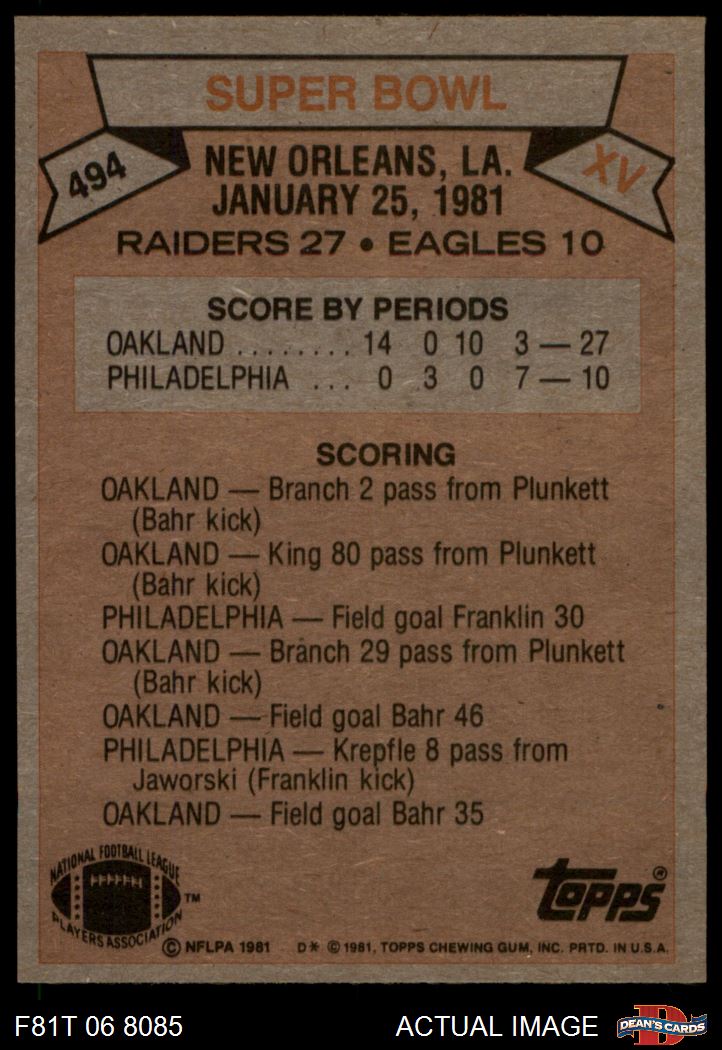 SUPER BOWL
494
XV
NEW ORLEANS, LA.
JANUARY 25, 1981
RAIDERS 27 • EAGLES 10
SCORE BY PERIODS
OAKLAND ........ 14 0 10 3 — 27
PHILADELPHIA ... 0 3 0 7 — 10
SCORING
OAKLAND — Branch 2 pass from Plunkett
(Bahr kick)
OAKLAND — King 80 pass from Plunkett
(Bahr kick)
PHILADELPHIA — Field goal Franklin 30
OAKLAND — Branch 29 pass from Plunkett
(Bahr kick)
OAKLAND — Field goal Bahr 46
PHILADELPHIA — Krepfle 8 pass from
Jaworski (Franklin kick)
OAKLAND — Field goal Bahr 35
NATIONAL FOOTBALL LEAGUE
PLAYERS ASSOCIATION
TM
topps®
© NFLPA 1981 D* © 1981, TOPPS CHEWING GUM, INC. PRTD. IN U.S.A.
F81T 06 8085 ACTUAL IMAGE
D
DEAN'S CARDS